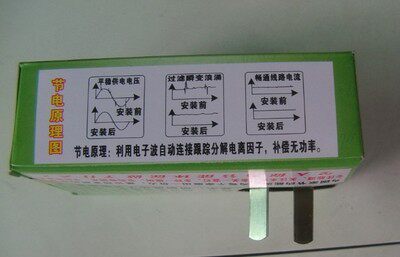 节电原理图
平稳供电电压
安装前
安装后
过滤瞬变浪涌
安装前
安装后
畅通线路电流
安装前
安装后
节电原理：利用电子波自动连接跟踪分解电离因子，补偿无功率。